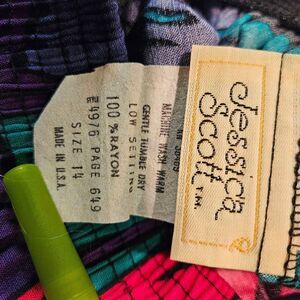 Jessica
Scott T.M.
MACHINE WASH WARM
GENTLE TUMBLE DRY
LOW SETTING
100 % RAYON
4976 PAGE 649
SIZE 14
MADE IN U.S.A.